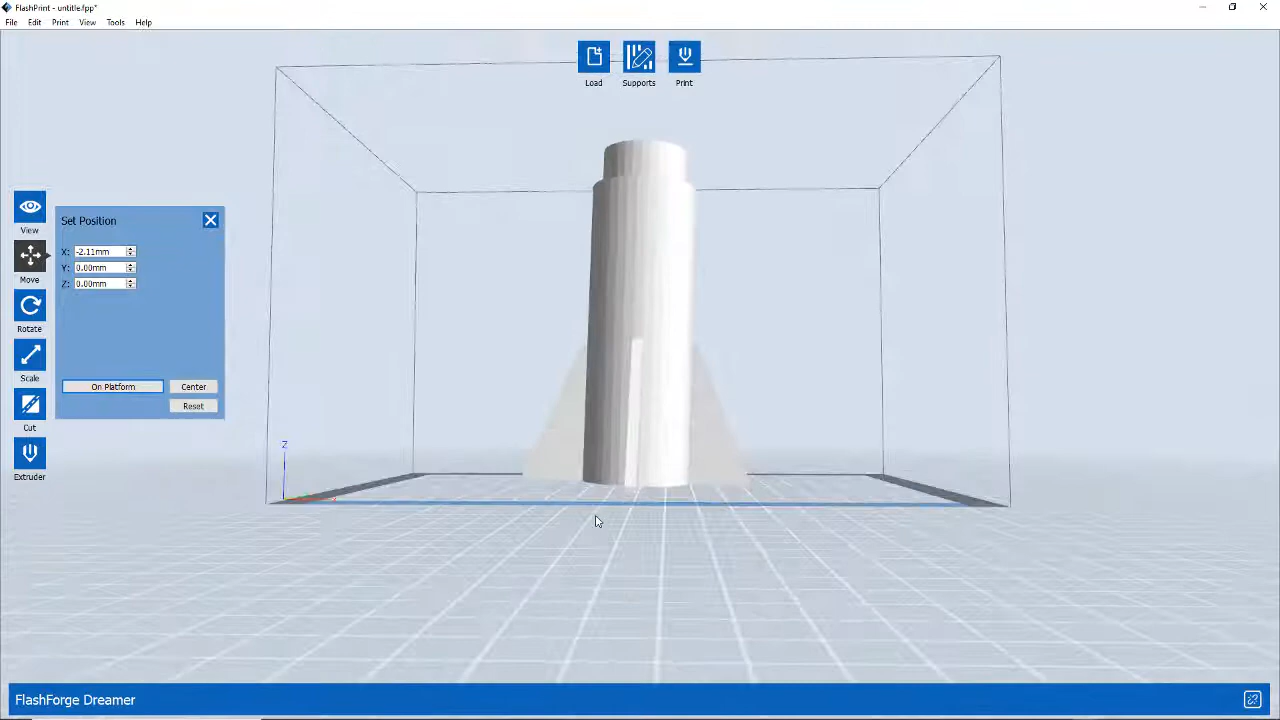 FlashPrint - untitle.fpp*
File Edit Print View Tools Help
Load Supports Print
View
Move
Rotate
Scale
Cut
Extruder
Set Position
X: -2.11mm
Y: 0.00mm
Z: 0.00mm
On Platform Center
Reset
Z
FlashForge Dreamer